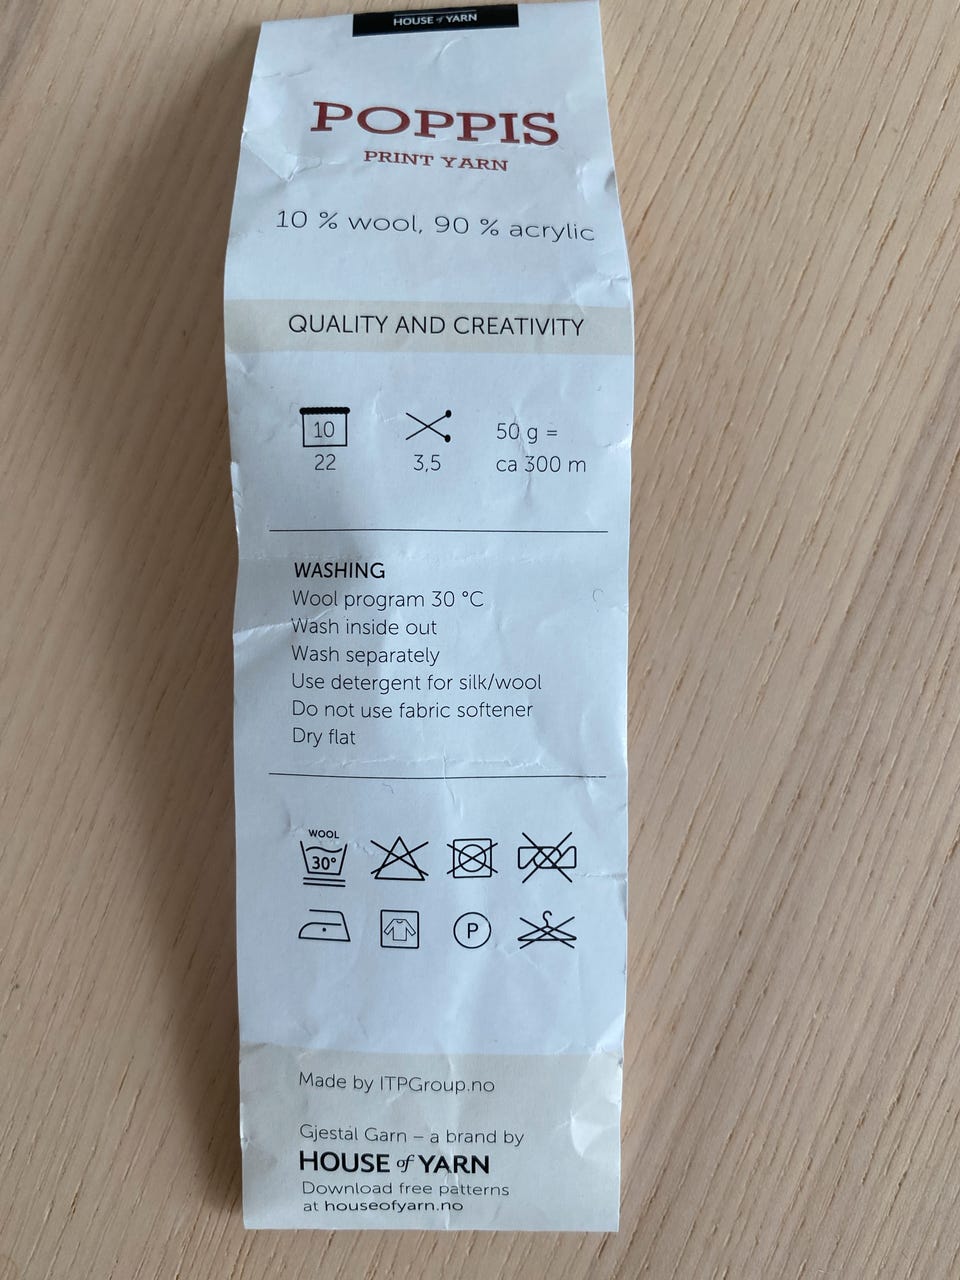 HOUSE of YARN
POPPIS
PRINT YARN
10 % wool, 90 % acrylic
QUALITY AND CREATIVITY
10
22
3,5
50 g =
ca 300 m
WASHING
Wool program 30 °C
Wash inside out
Wash separately
Use detergent for silk/wool
Do not use fabric softener
Dry flat
WOOL
30°
P
Made by ITPGroup.no
Gjestal Garn – a brand by
HOUSE of YARN
Download free patterns
at houseofyarn.no